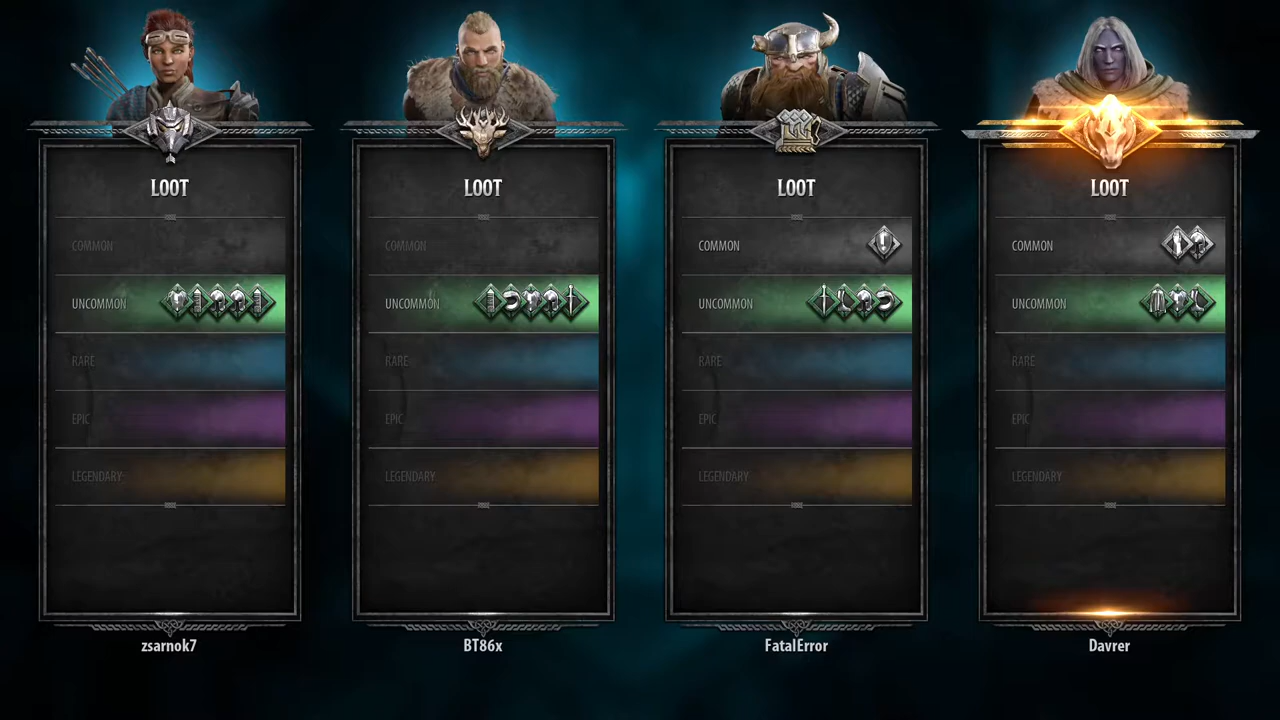 LOOT
COMMON
UNCOMMON
RARE
EPIC
LEGENDARY
zsarnok7
LOOT
COMMON
UNCOMMON
RARE
EPIC
LEGENDARY
BT86x
LOOT
COMMON
UNCOMMON
RARE
EPIC
LEGENDARY
FatalError
LOOT
COMMON
UNCOMMON
RARE
EPIC
LEGENDARY
Davrer